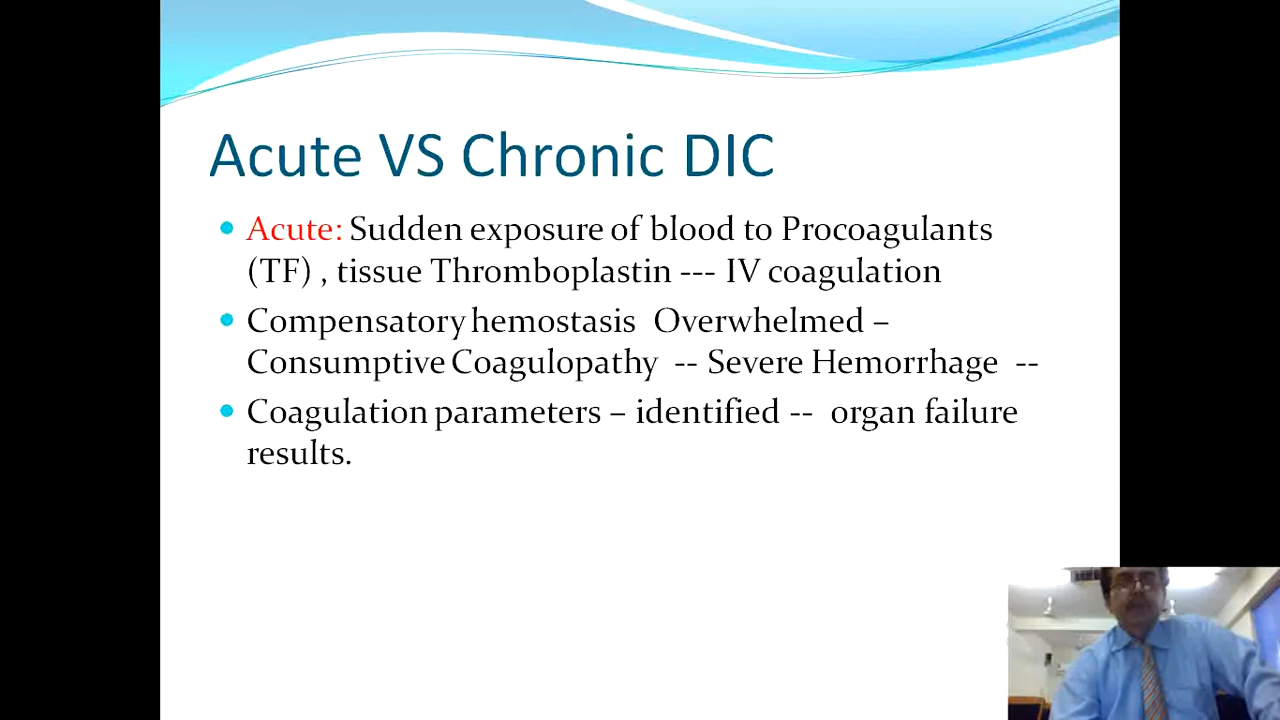 Acute VS Chronic DIC
Acute: Sudden exposure of blood to Procoagulants
(TF) , tissue Thromboplastin --- IV coagulation
Compensatory hemostasis Overwhelmed –
Consumptive Coagulopathy -- Severe Hemorrhage --
Coagulation parameters – identified -- organ failure
results.